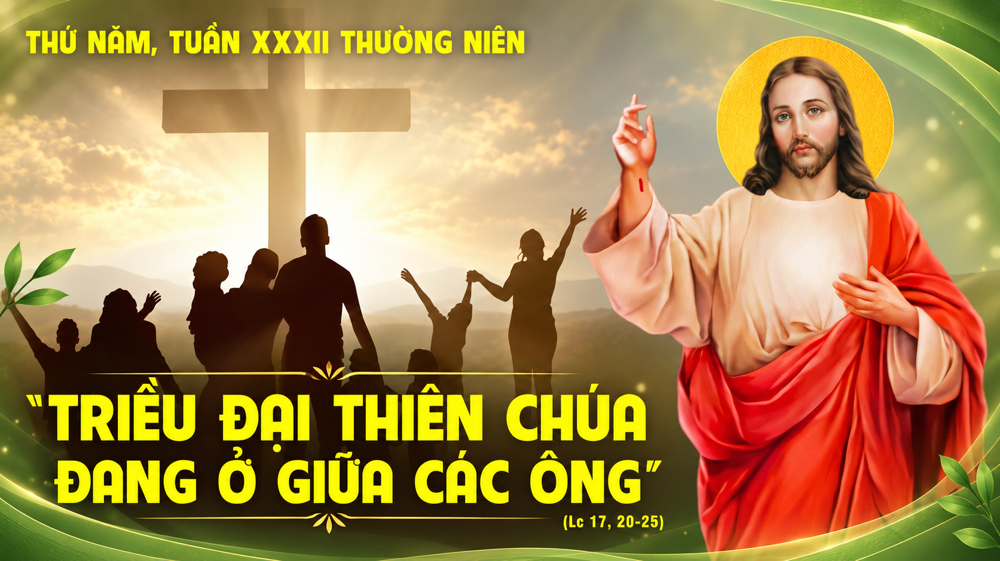 THỨ NĂM, TUẦN XXXII THƯỜNG NIÊN
"TRIỀU ĐẠI THIÊN CHÚA
ĐANG Ở GIỮA CÁC ÔNG"
(Lc 17, 20-25)